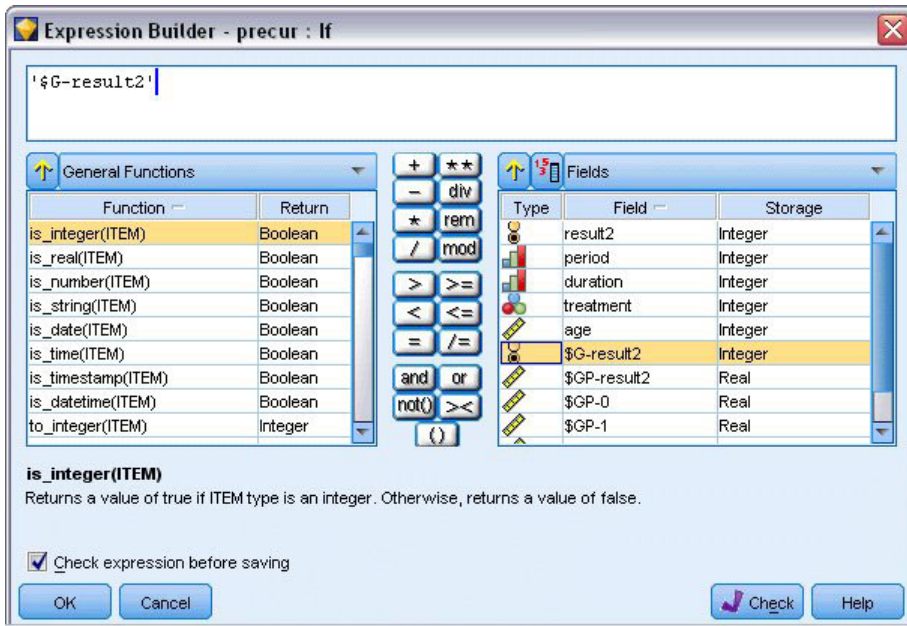 Expression Builder - precur : If
'$G-result2'
General Functions
Function Return
is_integer(ITEM) Boolean
is_real(ITEM) Boolean
is_number(ITEM) Boolean
is_string(ITEM) Boolean
is_date(ITEM) Boolean
is_time(ITEM) Boolean
is_timestamp(ITEM) Boolean
is_datetime(ITEM) Boolean
to_integer(ITEM) Integer
+ **
- div
* rem
/ mod
> >=
< <=
= /=
and or
not() ><
()
Fields
Type Field Storage
result2 Integer
period Integer
duration Integer
treatment Integer
age Integer
$G-result2 Integer
$GP-result2 Real
$GP-0 Real
$GP-1 Real
is_integer(ITEM)
Returns a value of true if ITEM type is an integer. Otherwise, returns a value of false.
Check expression before saving
OK Cancel Check Help